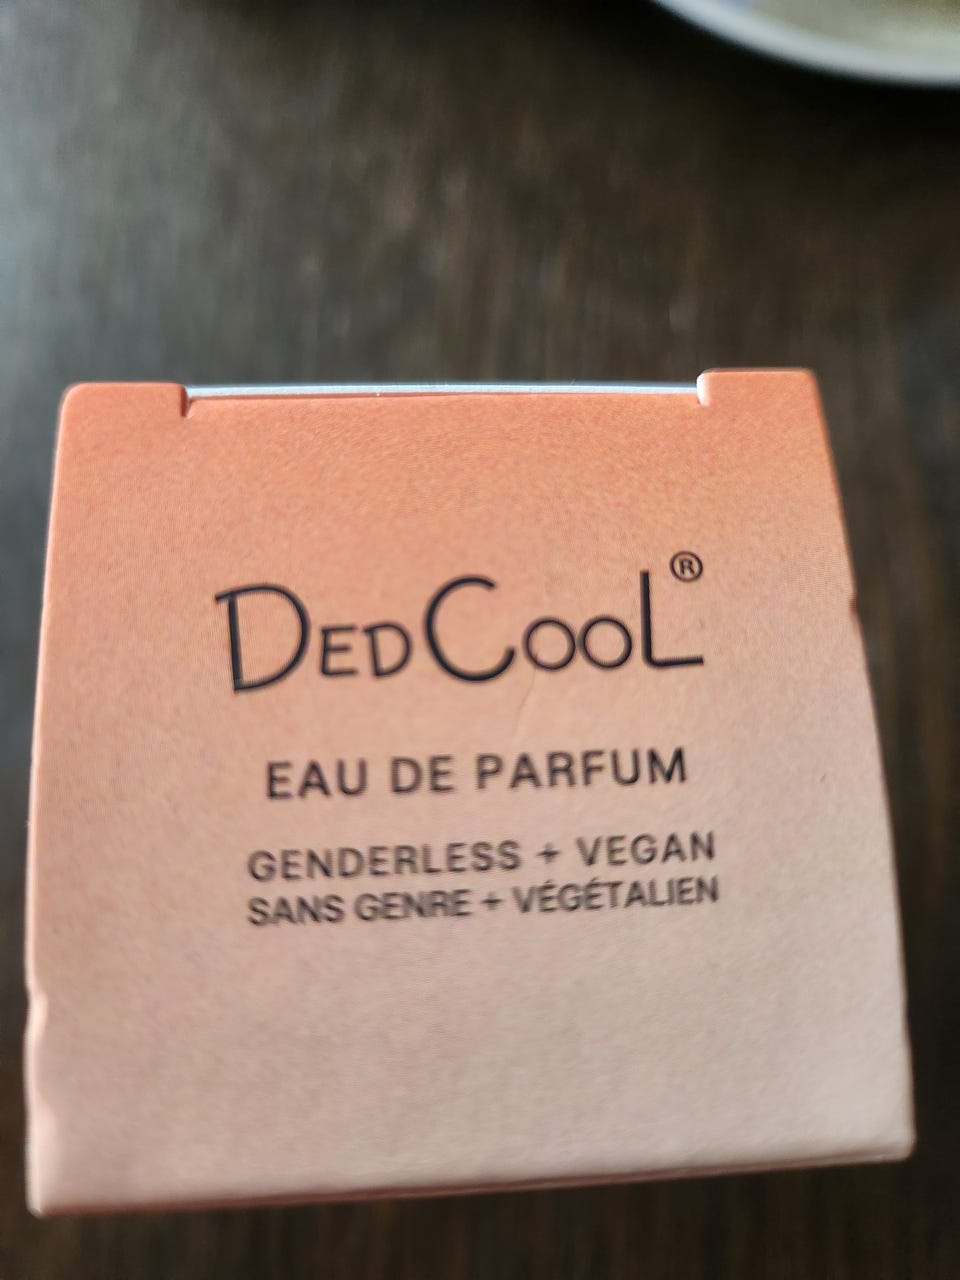 DEDCOOL®
EAU DE PARFUM
GENDERLESS + VEGAN
SANS GENRE + VÉGÉTALIEN